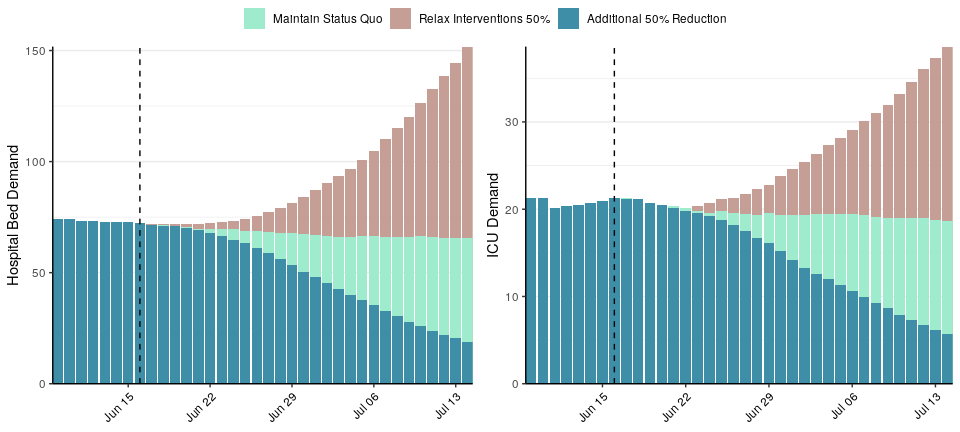 Maintain Status Quo Relax Interventions 50% Additional 50% Reduction
Hospital Bed Demand
150
100
50
0
Jun 15 Jun 22 Jun 29 Jul 06 Jul 13
ICU Demand
30
20
10
0
Jun 15 Jun 22 Jun 29 Jul 06 Jul 13